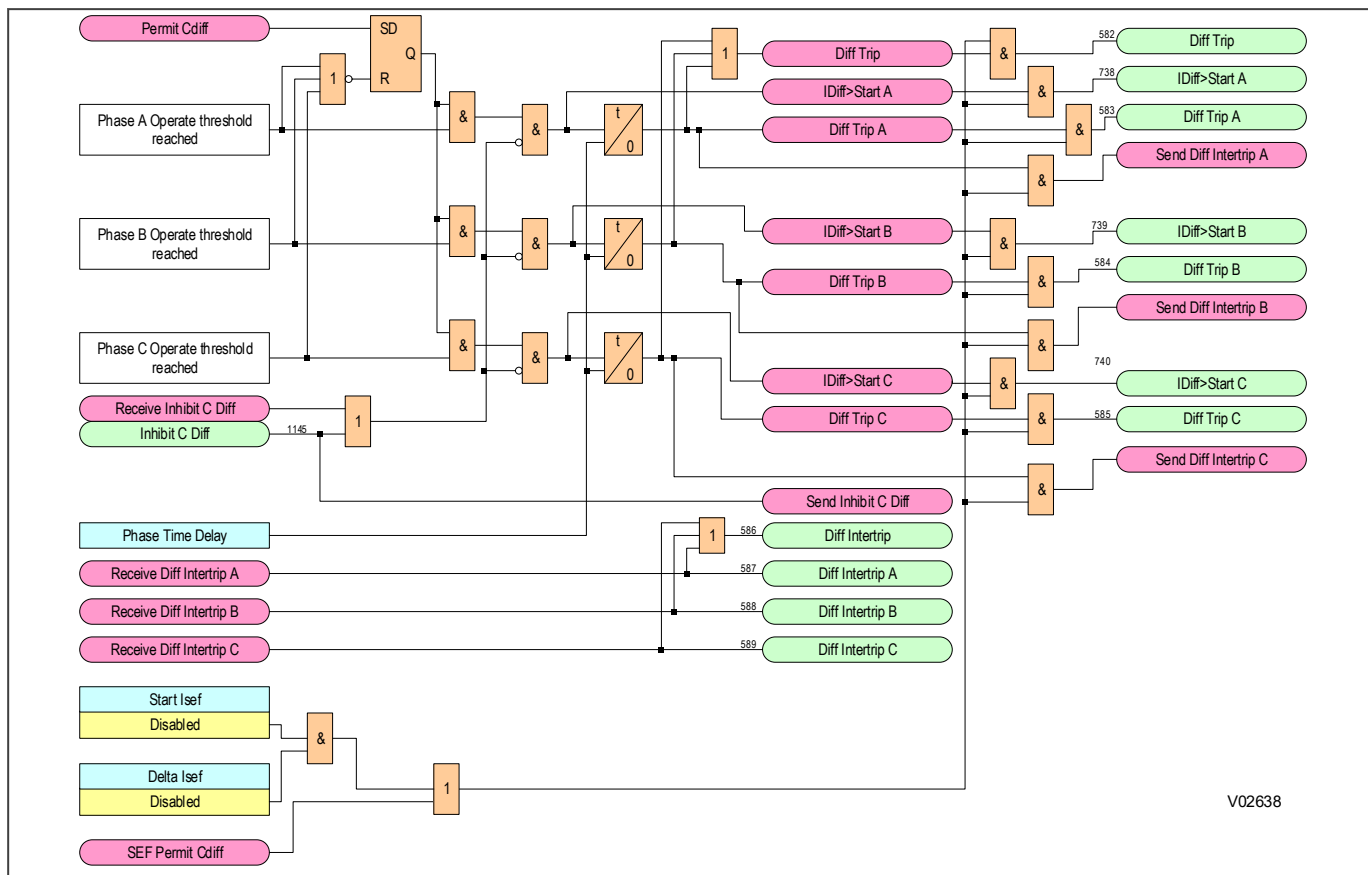 Permit Cdiff
SD
Q
R
1
Phase A Operate threshold
reached
&
&
t
0
1
Diff Trip
&
582
Diff Trip
IDiff>Start A
&
738
IDiff>Start A
Diff Trip A
&
583
Diff Trip A
&
Send Diff Intertrip A
Phase B Operate threshold
reached
&
&
t
0
IDiff>Start B
&
739
IDiff>Start B
Diff Trip B
&
584
Diff Trip B
&
Send Diff Intertrip B
Phase C Operate threshold
reached
&
&
t
0
IDiff>Start C
&
740
IDiff>Start C
Diff Trip C
&
585
Diff Trip C
&
Send Diff Intertrip C
Receive Inhibit C Diff
Inhibit C Diff
1145
1
Send Inhibit C Diff
Phase Time Delay
1
586
Diff Intertrip
Receive Diff Intertrip A
587
Diff Intertrip A
Receive Diff Intertrip B
588
Diff Intertrip B
Receive Diff Intertrip C
589
Diff Intertrip C
Start Isef
Disabled
&
Delta Isef
Disabled
1
SEF Permit Cdiff
V02638